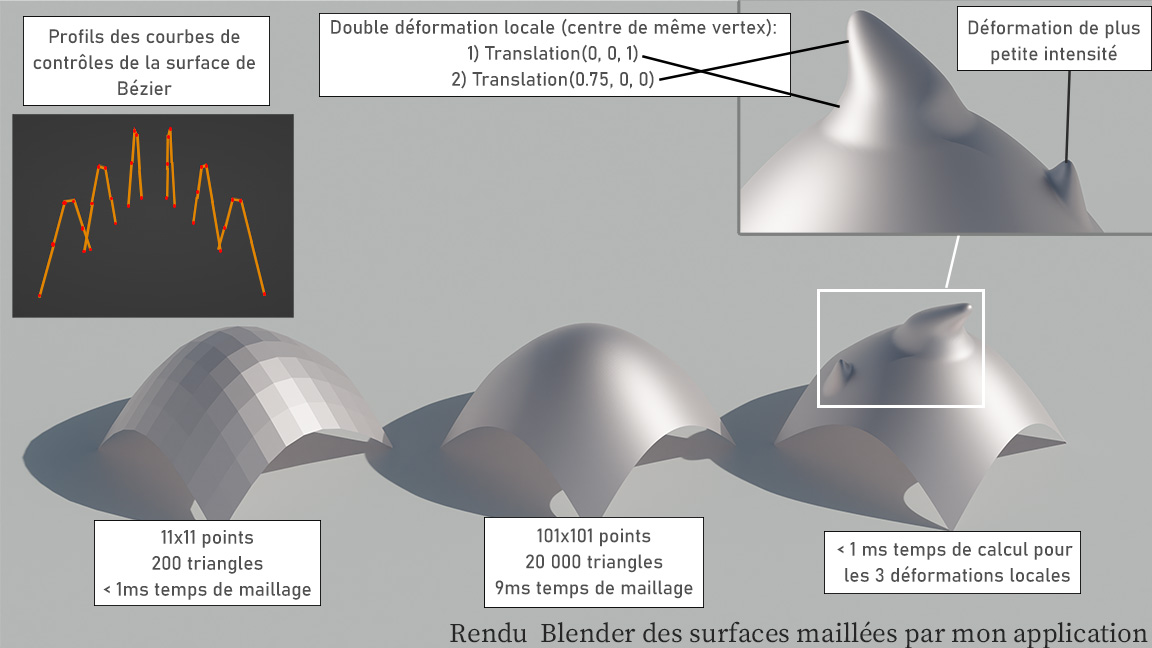 Profils des courbes de
contrôles de la surface de
Bézier
Double déformation locale (centre de même vertex):
1) Translation(0, 0, 1)
2) Translation(0.75, 0, 0)
Déformation de plus
petite intensité
11x11 points
200 triangles
< 1ms temps de maillage
101x101 points
20 000 triangles
9ms temps de maillage
< 1 ms temps de calcul pour
les 3 déformations locales
Rendu Blender des surfaces maillées par mon application